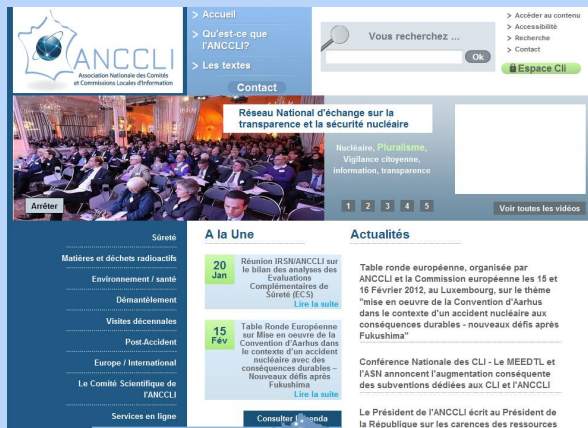 ANCCLI
Association Nationale des Comités
et Commissions Locales d'Information
> Accueil
> Qu'est-ce que
l'ANCCLI?
> Les textes
Contact
Vous recherchez ...
Ok
> Accéder au contenu
> Accessibilité
> Recherche
> Contact
Espace Cli
Réseau National d'échange sur la
transparence et la sécurité nucléaire
Nucléaire, Pluralisme,
Vigilance citoyenne,
information, transparence
Arrêter
1 2 3 4 5
Voir toutes les vidéos
Sûreté
Matières et déchets radioactifs
Environnement / santé
Démantèlement
Visites décennales
Post-Accident
Europe / International
Le Comité Scientifique de
l'ANCCLI
Services en ligne
A la Une
20
Jan
Réunion IRSN/ANCCLI sur
le bilan des analyses des
Evaluations
Complémentaires de
Sûreté (ECS)
Lire la suite
15
Fév
Table Ronde Européenne
sur Mise en oeuvre de la
Convention d'Aarhus dans
le contexte d'un accident
nucléaire avec des
conséquences durables –
Nouveaux défis après
Fukushima
Lire la suite
Consulter l'agenda
Actualités
Table ronde européenne, organisée par
ANCCLI et la Commission européenne les 15 et
16 Février 2012, au Luxembourg, sur le thème
"mise en oeuvre de la Convention d'Aarhus
dans le contexte d'un accident nucléaire aux
conséquences durables - nouveaux défis après
Fukushima"
Conférence Nationale des CLI - Le MEEDTL et
l'ASN annoncent l'augmentation conséquente
des subventions dédiées aux CLI et l'ANCCLI
Le Président de l'ANCCLI écrit au Président de
la République sur les carences des ressources